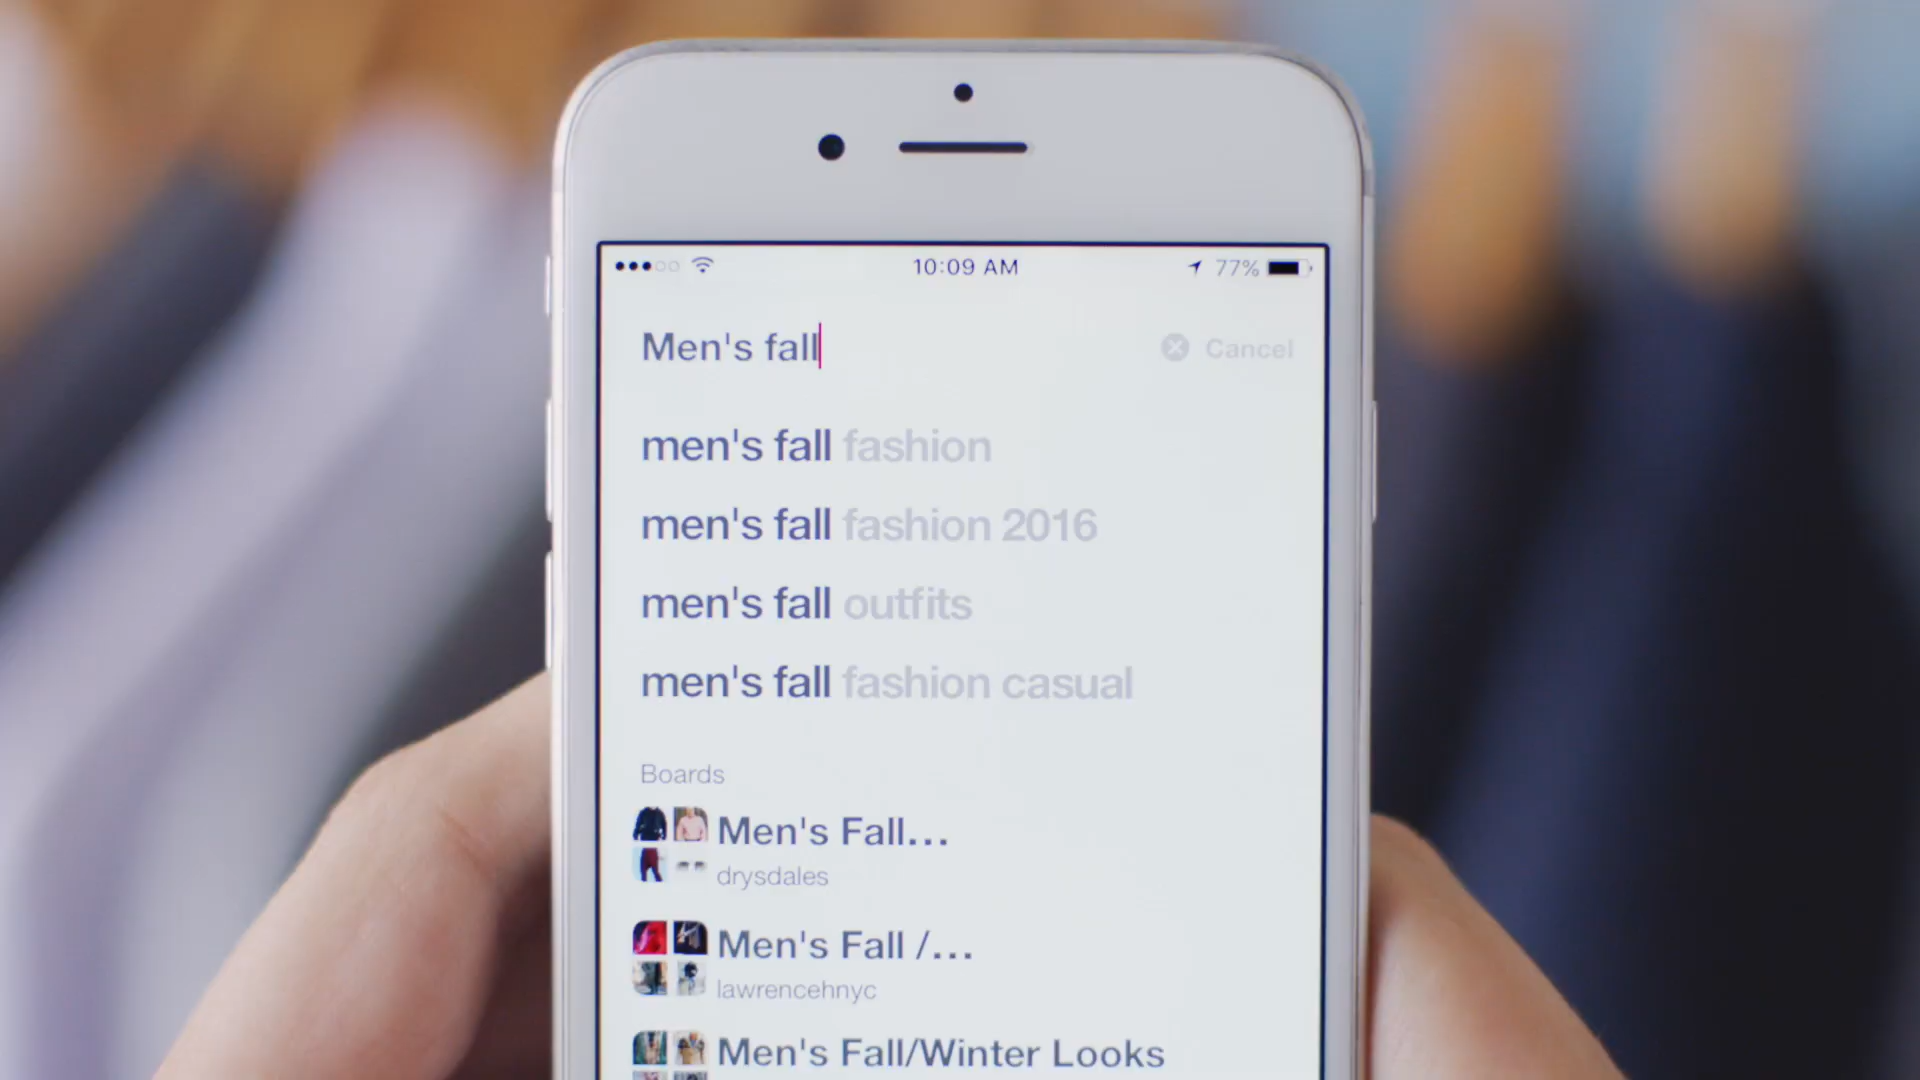 10:09 AM 77%
Men's fall Cancel
men's fall fashion
men's fall fashion 2016
men's fall outfits
men's fall fashion casual
Boards
Men's Fall...
drysdales
Men's Fall /...
lawrencehnyc
Men's Fall/Winter Looks